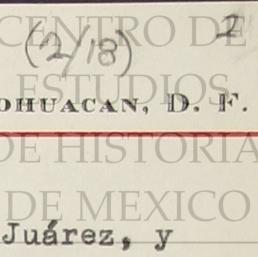 CENTRO DE
(2/18) 2
ESTUDIOS
OHUACAN, D. F.
DE HISTORIA
DE MEXICO
Juárez, y